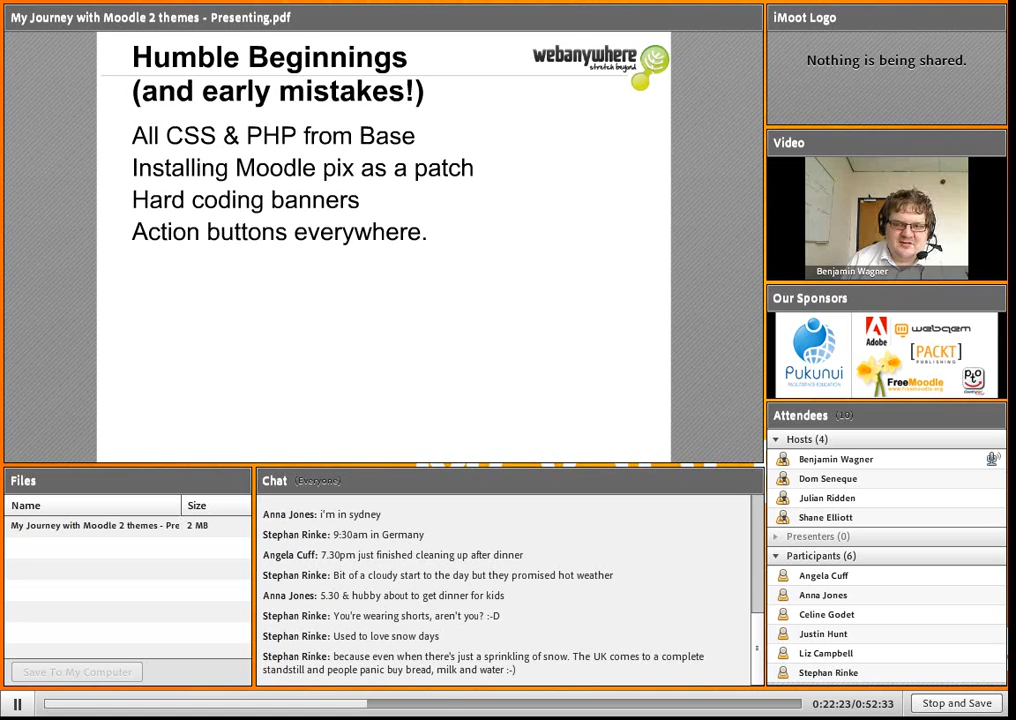 My Journey with Moodle 2 themes - Presenting.pdf
Humble Beginnings
(and early mistakes!)
webanywhere
stretch beyond
All CSS & PHP from Base
Installing Moodle pix as a patch
Hard coding banners
Action buttons everywhere.
iMoot Logo
Nothing is being shared.
Video
Benjamin Wagner
Our Sponsors
Pukunui
Adobe
webqem
[PACKT]
PUBLISHING
FreeMoodle
Attendees (10)
Hosts (4)
Benjamin Wagner
Dom Seneque
Julian Ridden
Shane Elliott
Presenters (0)
Participants (6)
Angela Cuff
Anna Jones
Celine Godet
Justin Hunt
Liz Campbell
Stephan Rinke
Files
Name Size
My Journey with Moodle 2 themes - Pre 2 MB
Save To My Computer
Chat (Everyone)
Anna Jones: i'm in sydney
Stephan Rinke: 9:30am in Germany
Angela Cuff: 7.30pm just finished cleaning up after dinner
Stephan Rinke: Bit of a cloudy start to the day but they promised hot weather
Anna Jones: 5.30 & hubby about to get dinner for kids
Stephan Rinke: You're wearing shorts, aren't you? :-D
Stephan Rinke: Used to love snow days
Stephan Rinke: because even when there's just a sprinkling of snow. The UK comes to a complete
standstill and people panic buy bread, milk and water :-)
0:22:23/0:52:33
Stop and Save